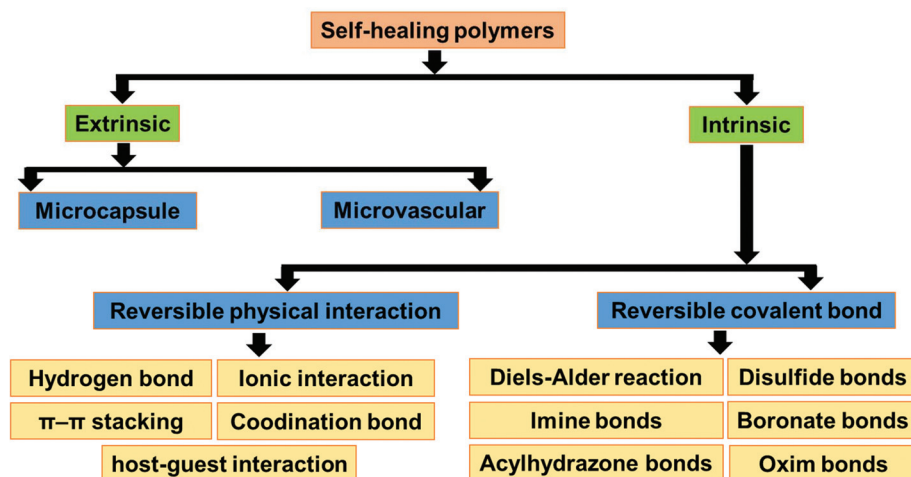 Self-healing polymers
Extrinsic
Intrinsic
Microcapsule
Microvascular
Reversible physical interaction
Reversible covalent bond
Hydrogen bond
Ionic interaction
π–π stacking
Coodination bond
host-guest interaction
Diels-Alder reaction
Disulfide bonds
Imine bonds
Boronate bonds
Acylhydrazone bonds
Oxim bonds